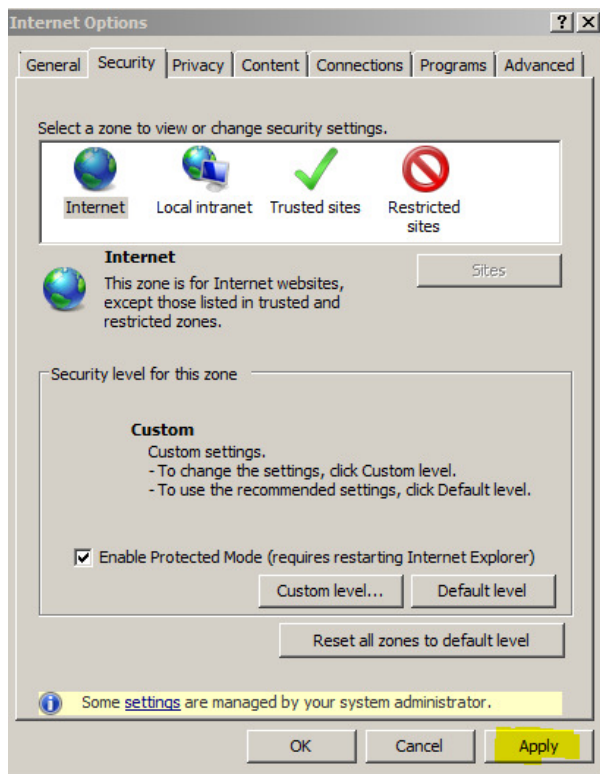 Internet Options
? X
General Security Privacy Content Connections Programs Advanced
Select a zone to view or change security settings.
Internet Local intranet Trusted sites Restricted
sites
Internet
Sites
This zone is for Internet websites,
except those listed in trusted and
restricted zones.
Security level for this zone
Custom
Custom settings.
- To change the settings, click Custom level.
- To use the recommended settings, click Default level.
Enable Protected Mode (requires restarting Internet Explorer)
Custom level... Default level
Reset all zones to default level
Some settings are managed by your system administrator.
OK Cancel Apply